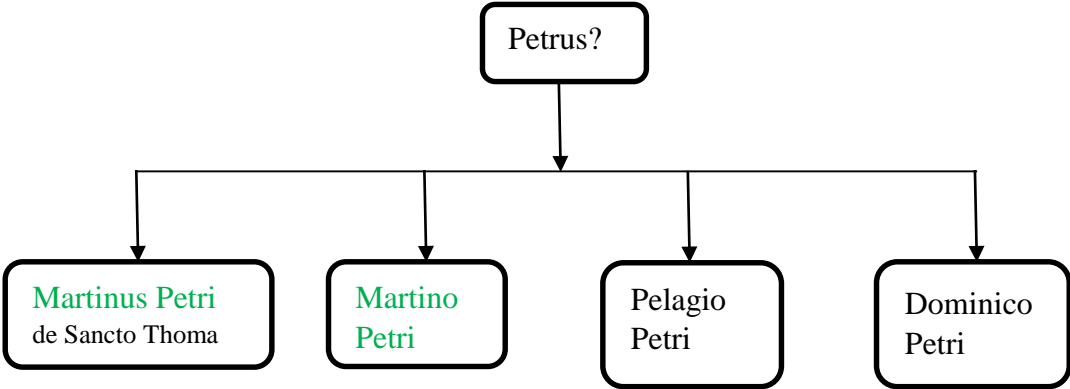 Petrus?
Martinus Petri
de Sancto Thoma
Martino
Petri
Pelagio
Petri
Dominico
Petri